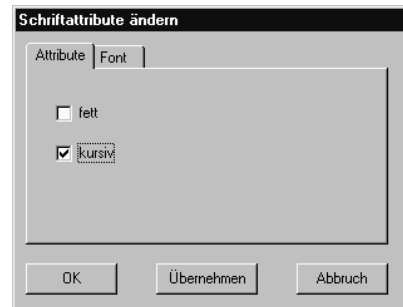 Schriftattribute ändern
Attribute Font
fett
kursiv
OK Übernehmen Abbruch